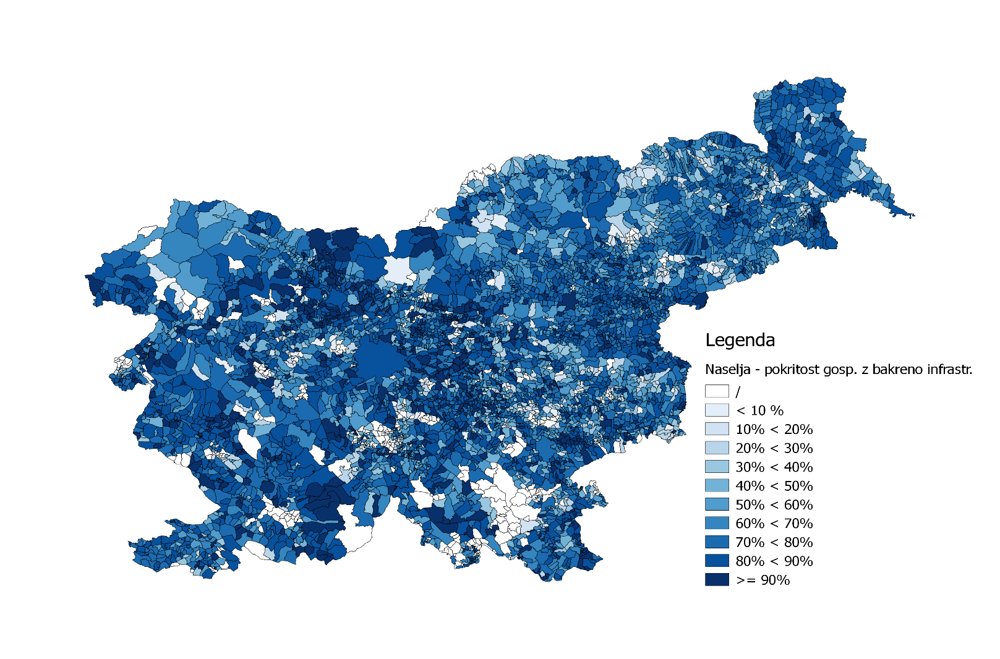 Legenda
Naselja - pokritost gosp. z bakreno infrastr.
/
< 10 %
10% < 20%
20% < 30%
30% < 40%
40% < 50%
50% < 60%
60% < 70%
70% < 80%
80% < 90%
>= 90%